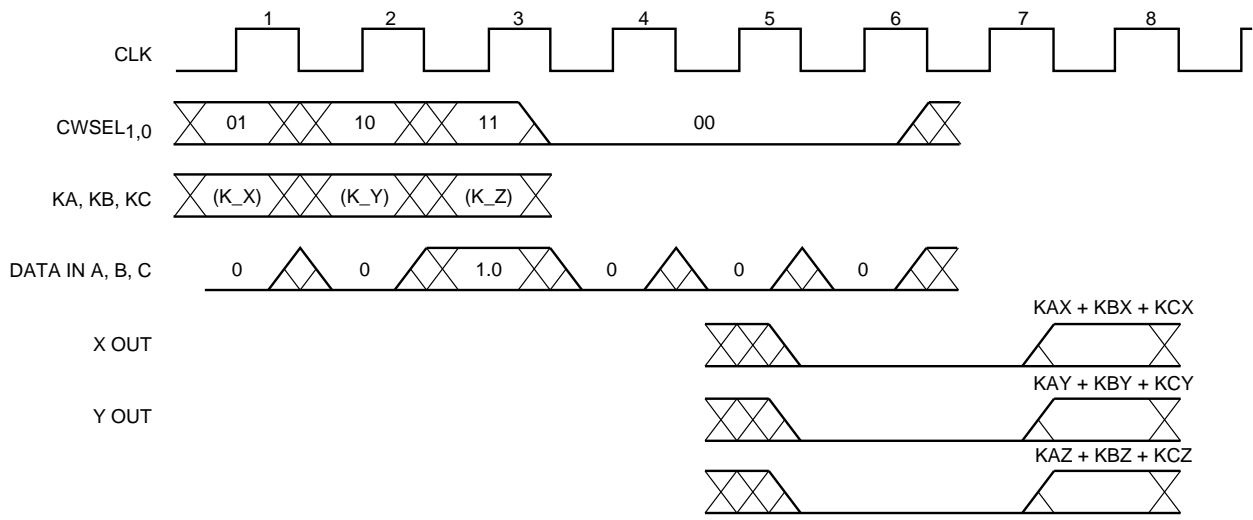 1 2 3 4 5 6 7 8
CLK
CWSEL1,0 01 10 11 00
KA, KB, KC (K_X) (K_Y) (K_Z)
DATA IN A, B, C 0 0 1.0 0 0 0
KAX + KBX + KCX
X OUT
KAY + KBY + KCY
Y OUT
KAZ + KBZ + KCZ